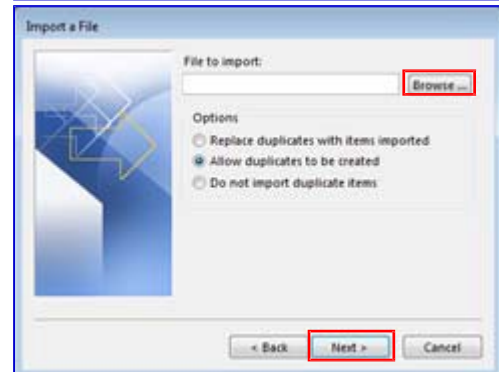 Import a File
File to import:
Browse ...
Options
Replace duplicates with items imported
Allow duplicates to be created
Do not import duplicate items
< Back Next > Cancel